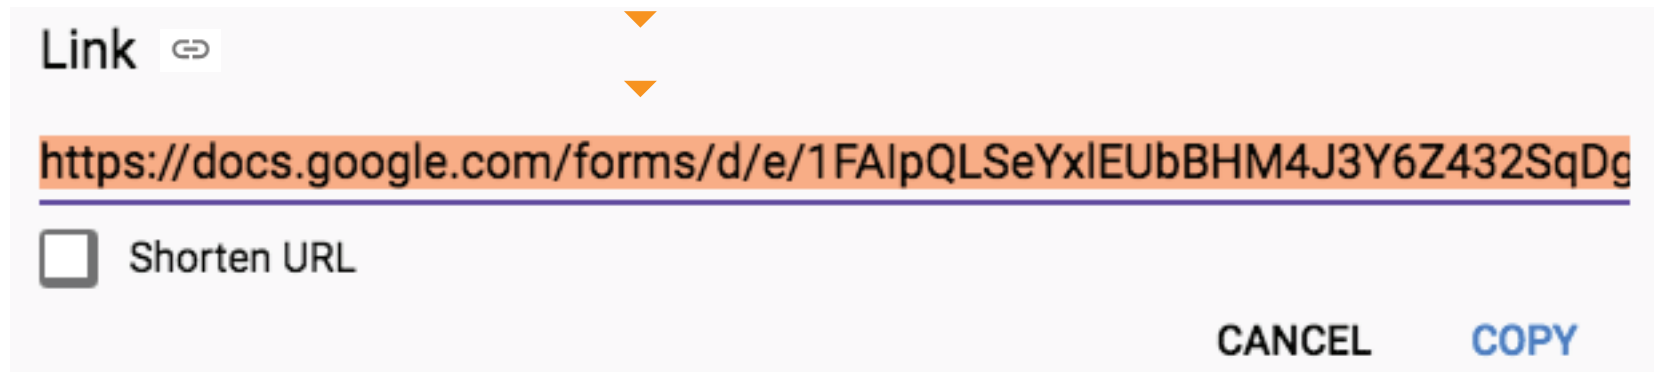 Link
https://docs.google.com/forms/d/e/1FAIpQLSeYxlEUbBHM4J3Y6Z432SqDg
Shorten URL
CANCEL COPY